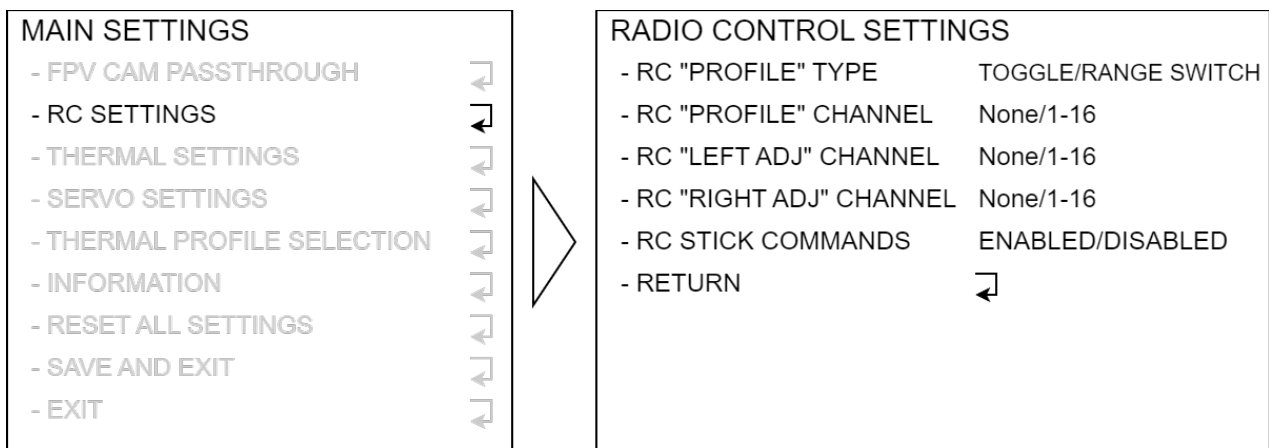 MAIN SETTINGS
- FPV CAM PASSTHROUGH
- RC SETTINGS
- THERMAL SETTINGS
- SERVO SETTINGS
- THERMAL PROFILE SELECTION
- INFORMATION
- RESET ALL SETTINGS
- SAVE AND EXIT
- EXIT
RADIO CONTROL SETTINGS
- RC "PROFILE" TYPE TOGGLE/RANGE SWITCH
- RC "PROFILE" CHANNEL None/1-16
- RC "LEFT ADJ" CHANNEL None/1-16
- RC "RIGHT ADJ" CHANNEL None/1-16
- RC STICK COMMANDS ENABLED/DISABLED
- RETURN